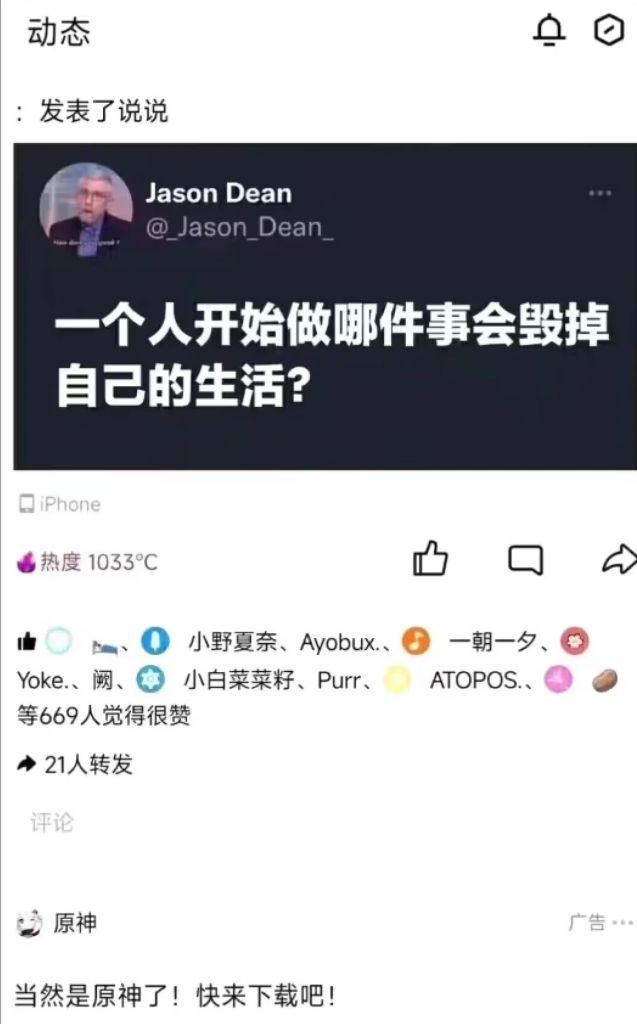 动态
：发表了说说
Jason Dean
@_Jason_Dean_
一个人开始做哪件事会毁掉
自己的生活?
iPhone
热度 1033°C
、 小野夏奈、Ayobux.、 一朝一夕、
Yoke.、阙、 小白菜菜籽、Purr、 ATOPOS.、
等669人觉得很赞
21人转发
评论
原神
广告
当然是原神了！快来下载吧！